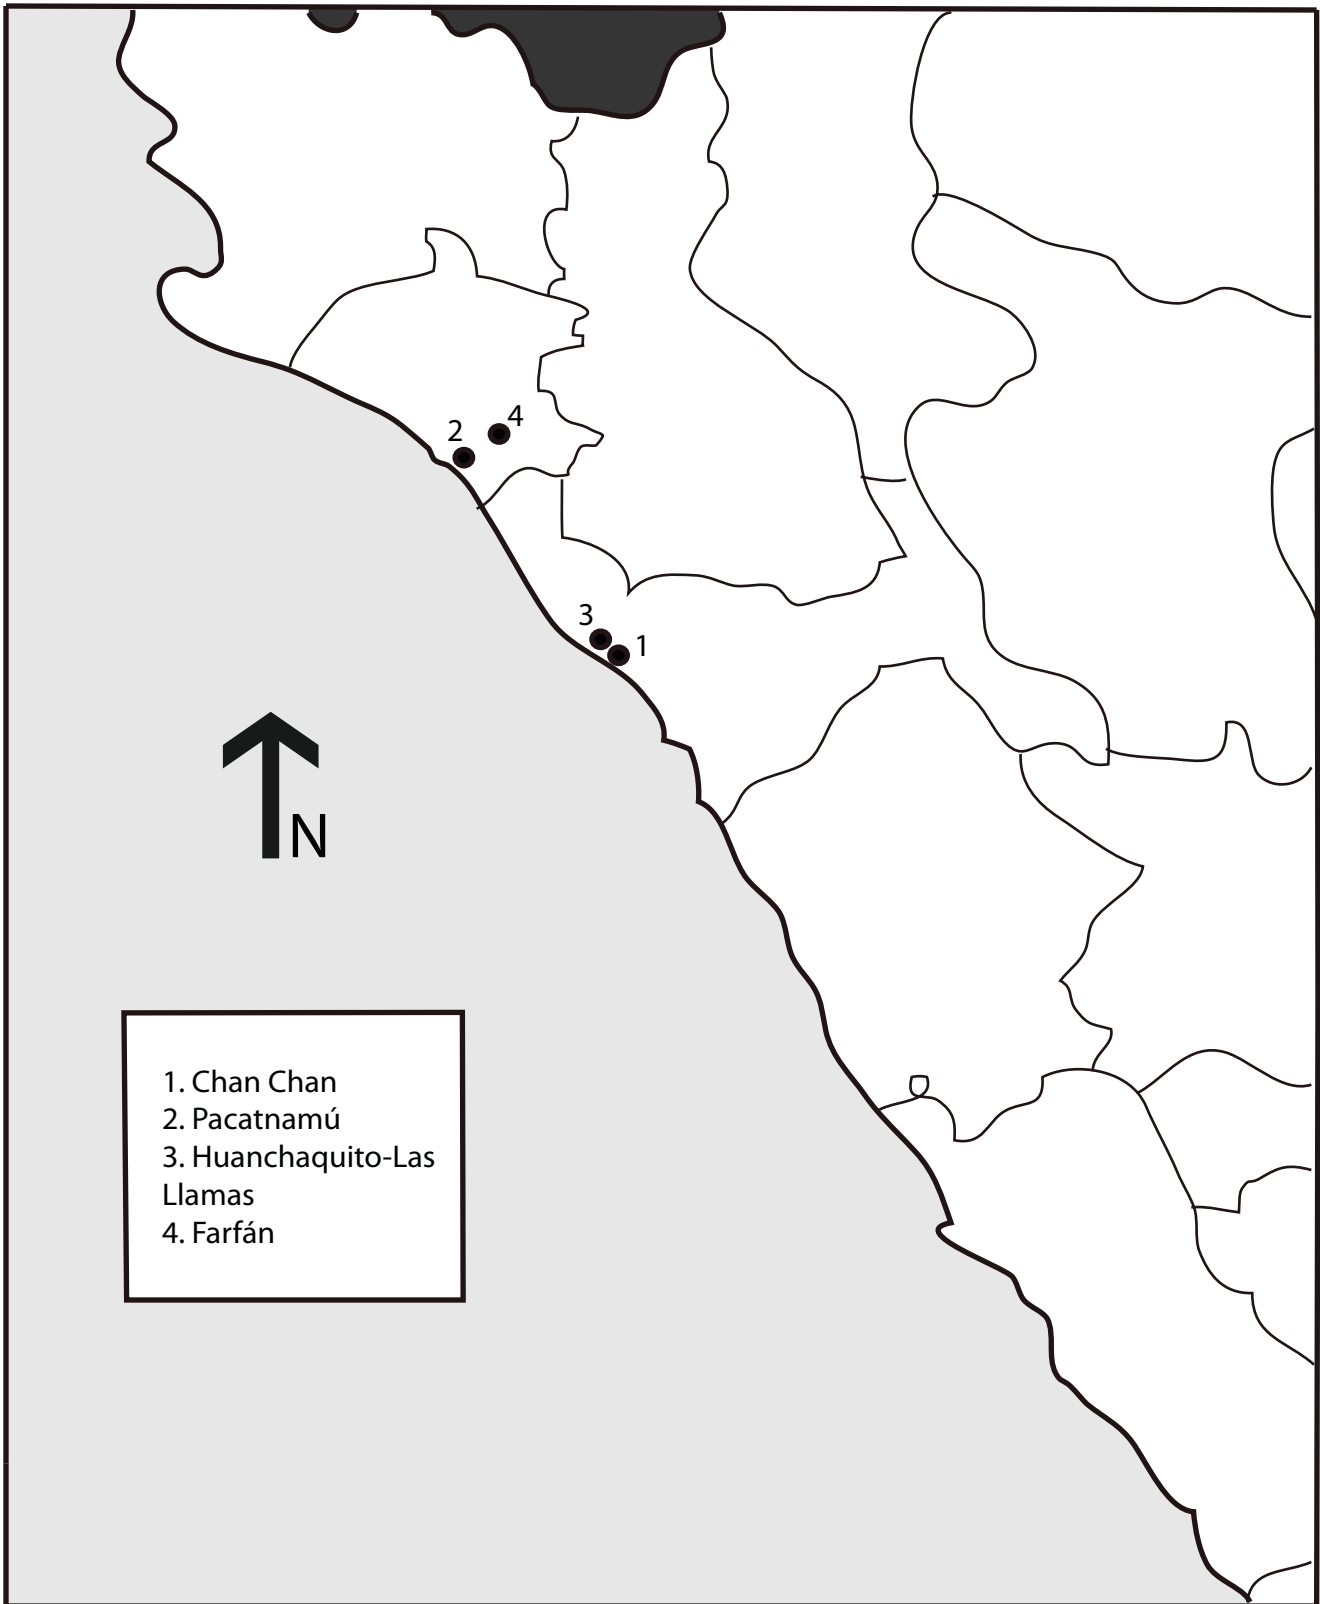 4
2
3
1
N
1. Chan Chan
2. Pacatnamú
3. Huanchaquito-Las
Llamas
4. Farfán